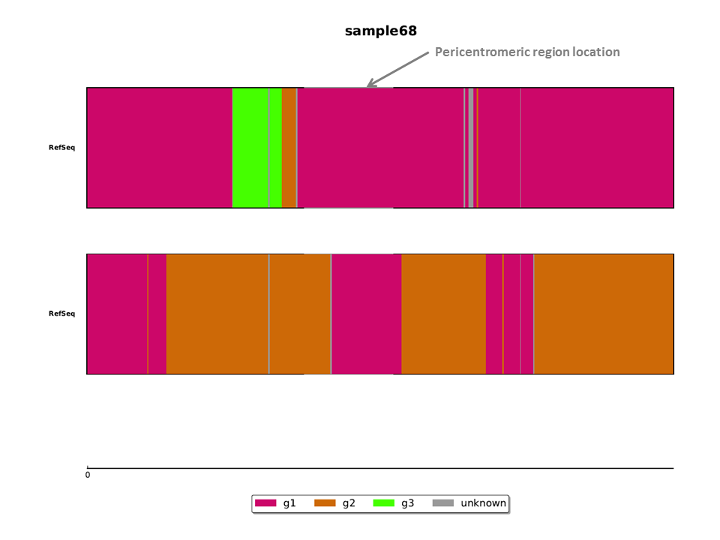 sample68
Pericentromeric region location
RefSeq
RefSeq
0
g1 g2 g3 unknown